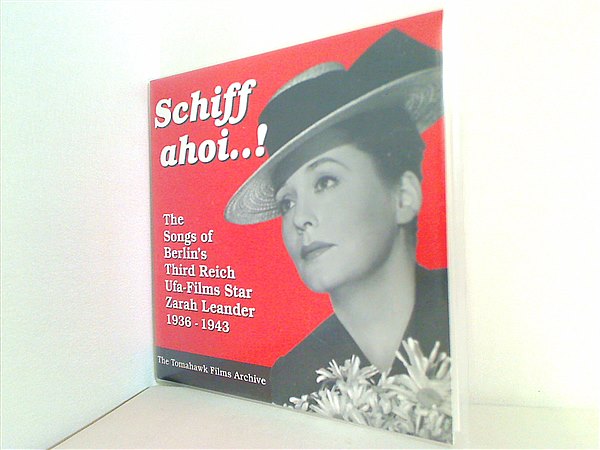 Schiff
ahoi..!
The
Songs of
Berlin's
Third Reich
Ufa-Films Star
Zarah Leander
1936 - 1943
The Tomahawk Films Archive